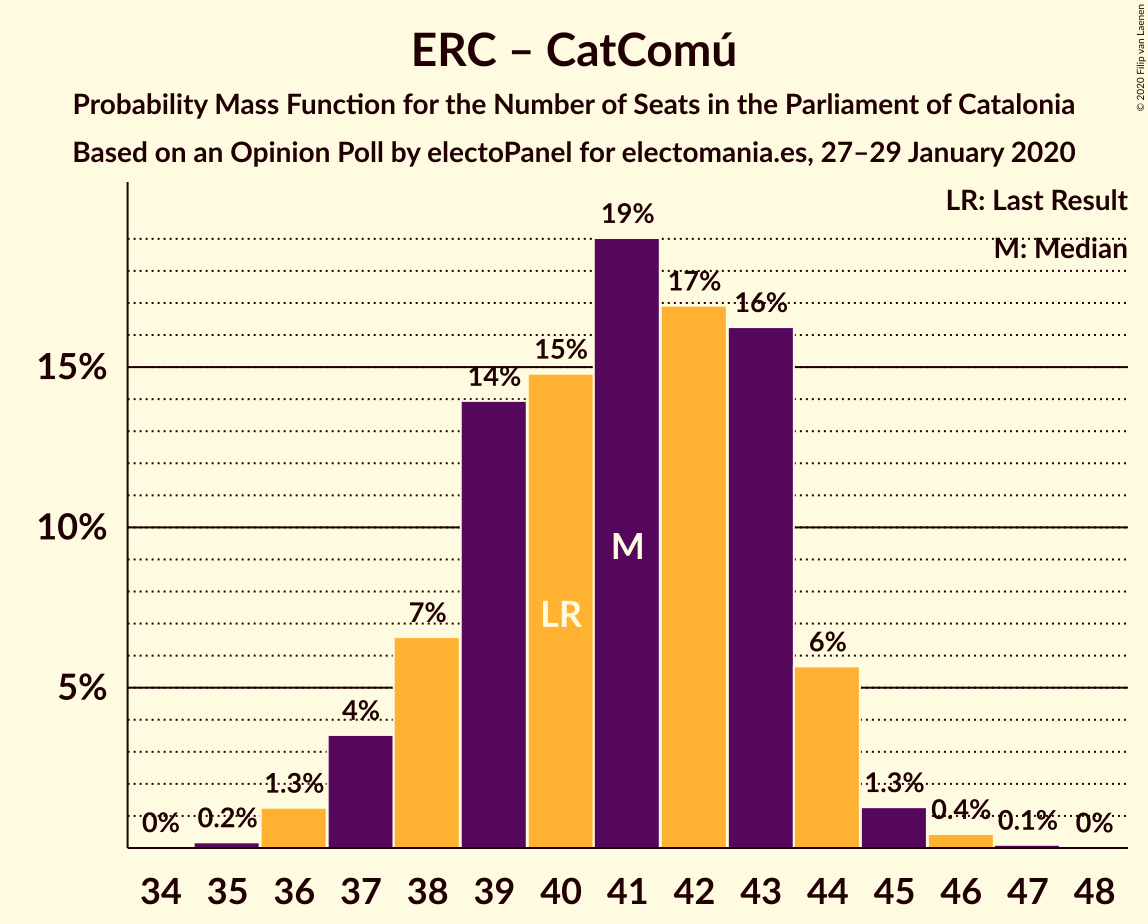 ERC – CatComú
Probability Mass Function for the Number of Seats in the Parliament of Catalonia
Based on an Opinion Poll by electoPanel for electomania.es, 27–29 January 2020
© 2020 Filip van Laenen
LR: Last Result
M: Median
19%
17%
16%
15%
14%
15%
10%
M
LR
7%
6%
5%
4%
1.3%
1.3%
0%
0.2%
0.4%
0.1%
0%
34 35 36 37 38 39 40 41 42 43 44 45 46 47 48